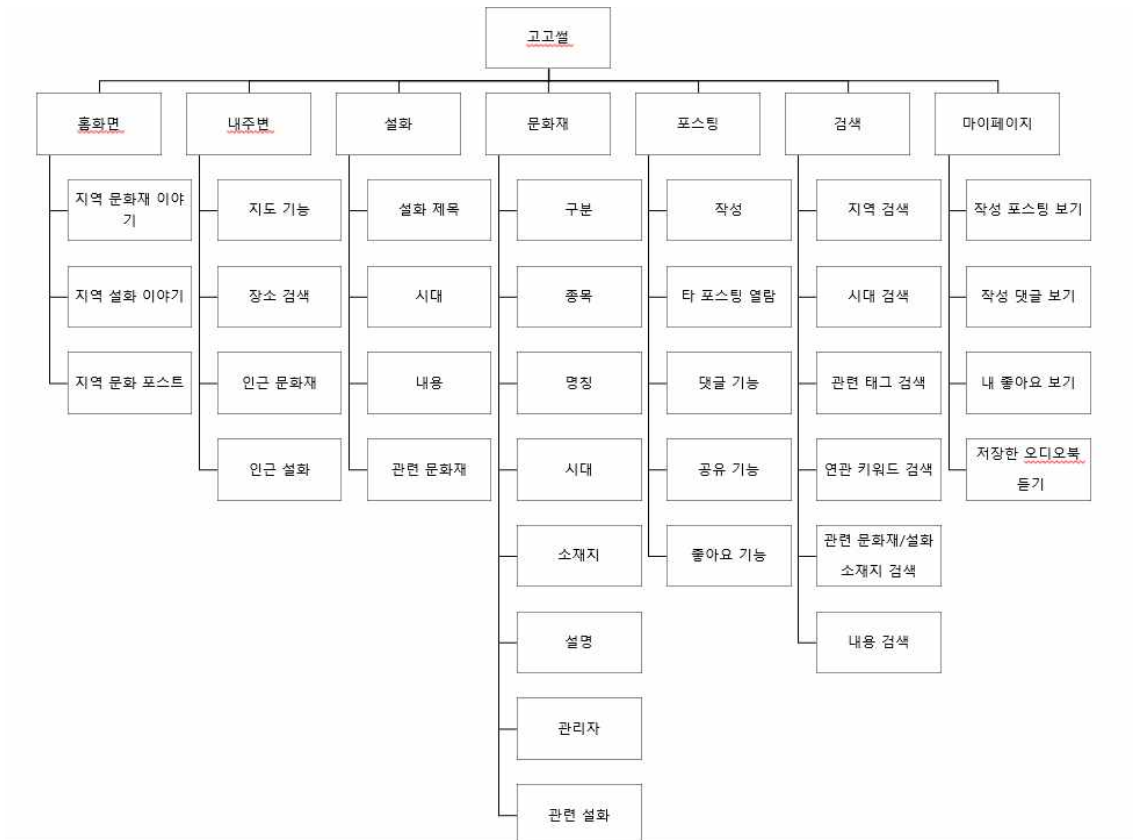 고고썰
홈화면
내주변
설화
문화재
포스팅
검색
마이페이지
지역 문화재 이야
기
지역 설화 이야기
지역 문화 포스트
지도 기능
장소 검색
인근 문화재
인근 설화
설화 제목
시대
내용
관련 문화재
구분
종목
명칭
시대
소재지
설명
관리자
관련 설화
작성
타 포스팅 열람
댓글 기능
공유 기능
좋아요 기능
지역 검색
시대 검색
관련 태그 검색
연관 키워드 검색
관련 문화재/설화
소재지 검색
내용 검색
작성 포스팅 보기
작성 댓글 보기
내 좋아요 보기
저장한 오디오북
듣기